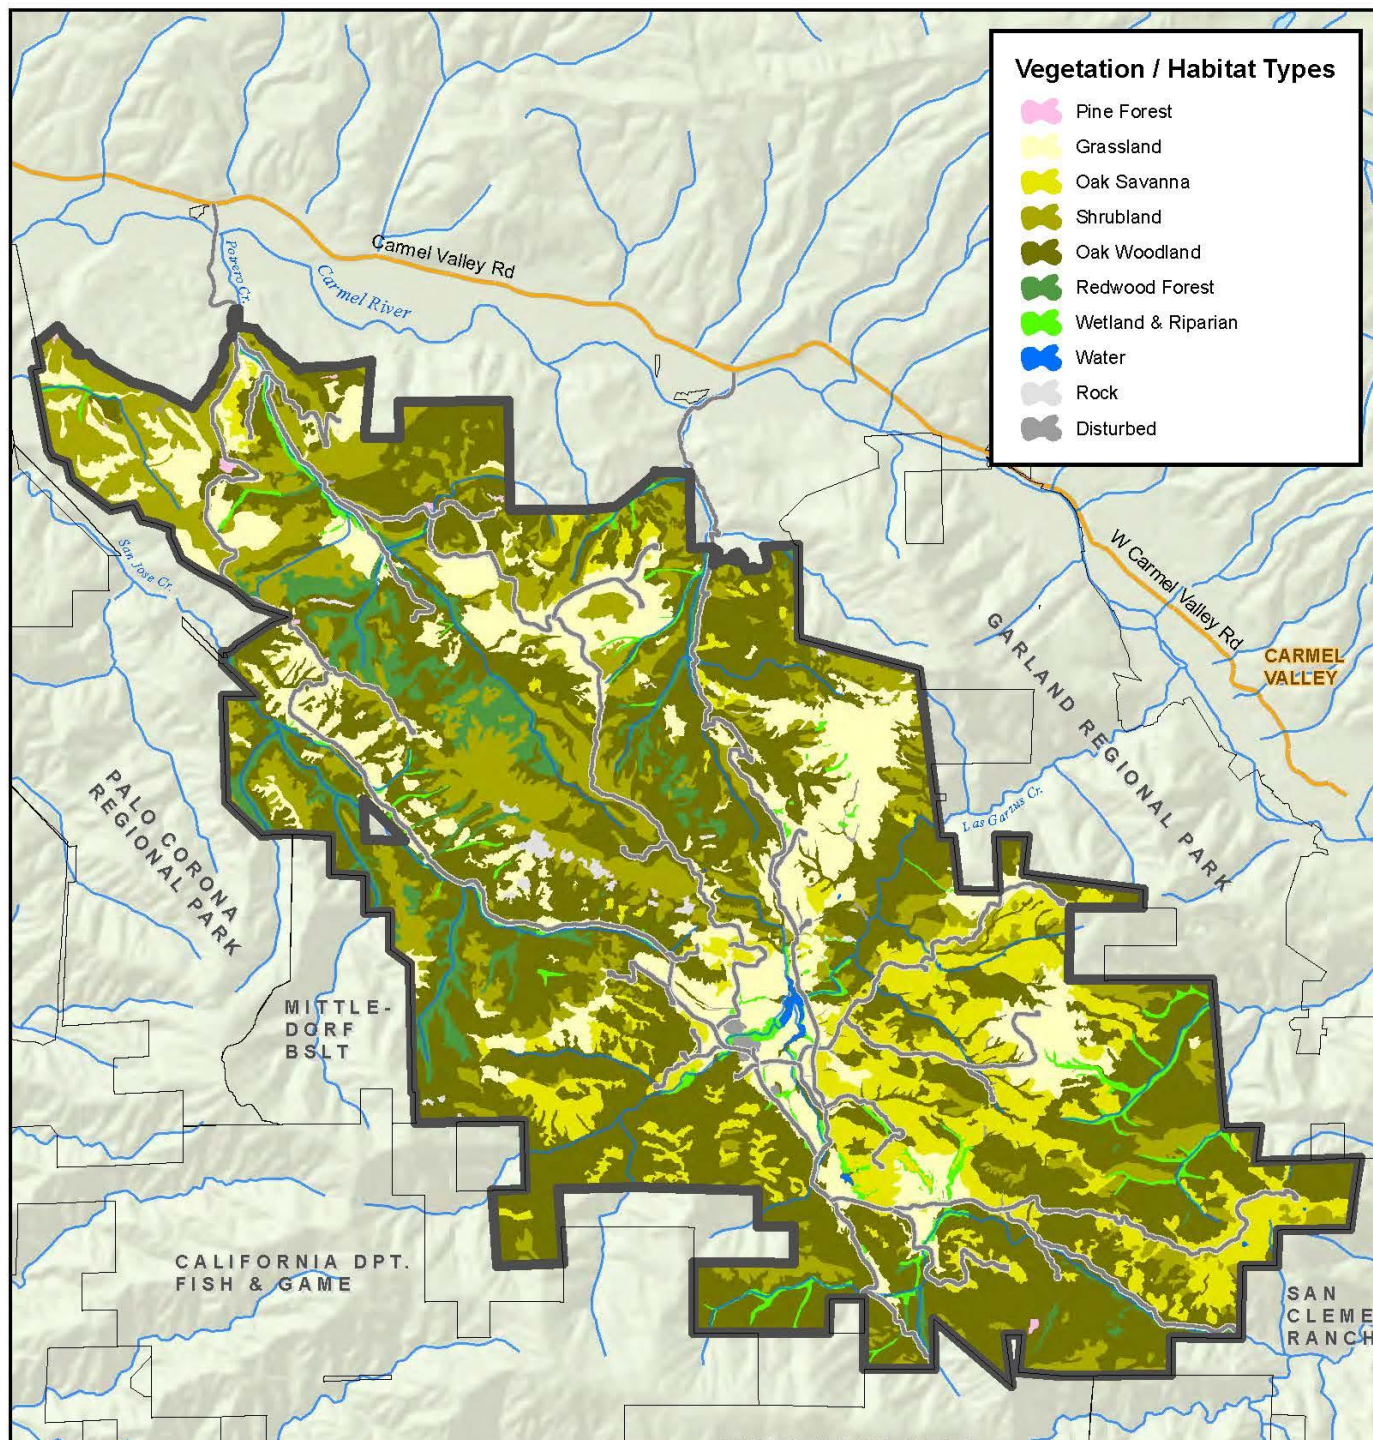 Vegetation / Habitat Types
Pine Forest
Grassland
Oak Savanna
Shrubland
Oak Woodland
Redwood Forest
Wetland & Riparian
Water
Rock
Disturbed
Carmel Valley Rd
Potrero Cr.
Carmel River
San Jose Cr.
W Carmel Valley Rd
CARMEL
VALLEY
GARLAND REGIONAL PARK
Las Garzas Cr.
PALO CORONA
REGIONAL PARK
MITTLE-
DORF
BSLT
CALIFORNIA DPT.
FISH & GAME
SAN
CLEME
RANCH